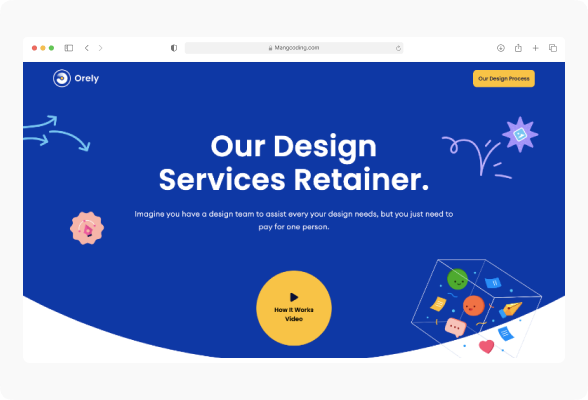 Mangcoding.com
Orely
Our Design Process
Our Design
Services Retainer.
Imagine you have a design team to assist every your design needs, but you just need to
pay for one person.
How It Works
Video